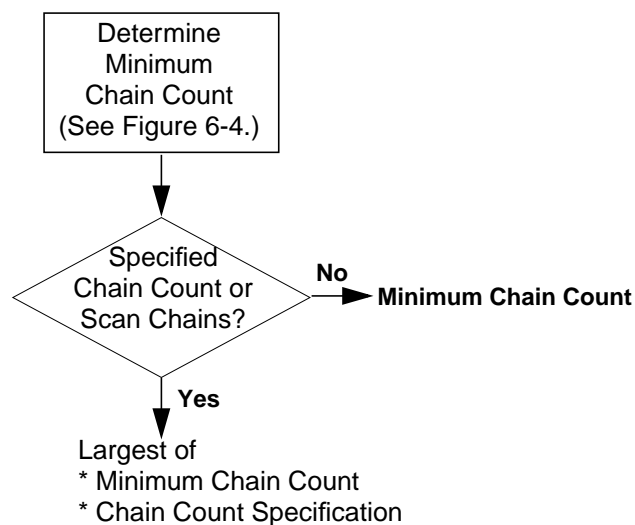 Determine
Minimum
Chain Count
(See Figure 6-4.)
Specified
Chain Count or
Scan Chains?
No
Minimum Chain Count
Yes
Largest of
* Minimum Chain Count
* Chain Count Specification